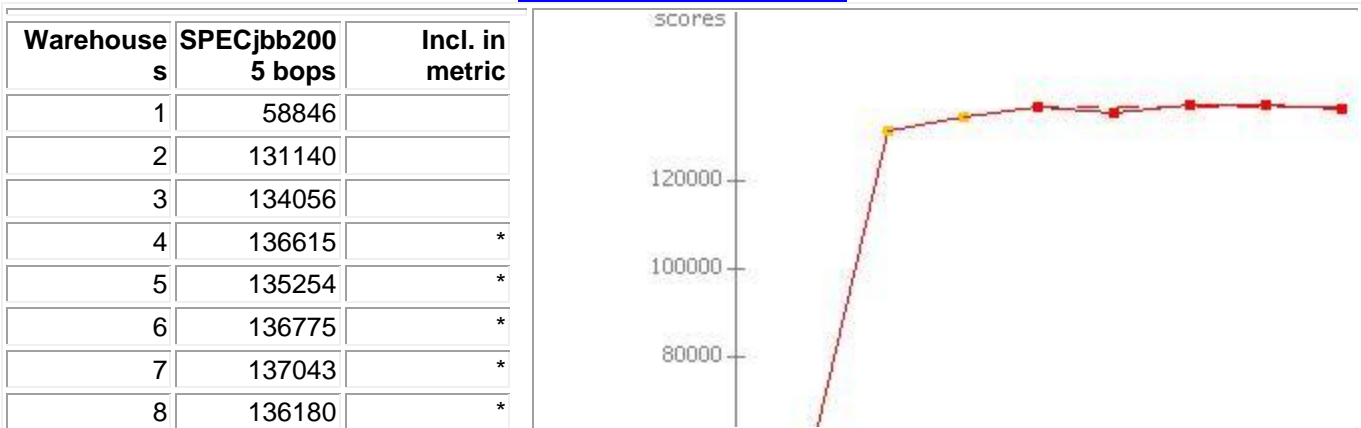 Warehouse SPECjbb200 Incl. in
s 5 bops metric
1 58846
2 131140
3 134056
4 136615 *
5 135254 *
6 136775 *
7 137043 *
8 136180 *
scores
120000
100000
80000